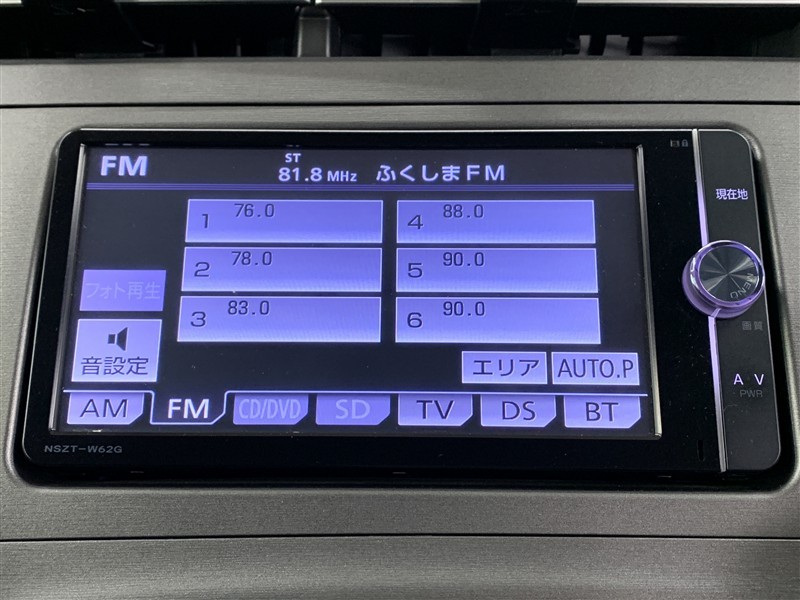 FM
ST
81.8 MHz ふくしまFM
現在地
1 76.0
4 88.0
2 78.0
5 90.0
3 83.0
6 90.0
フォト再生
音設定
MENU
画質
エリア
AUTO.P
AM
FM
CD/DVD
SD
TV
DS
BT
A V
PWR
NSZT-W62G